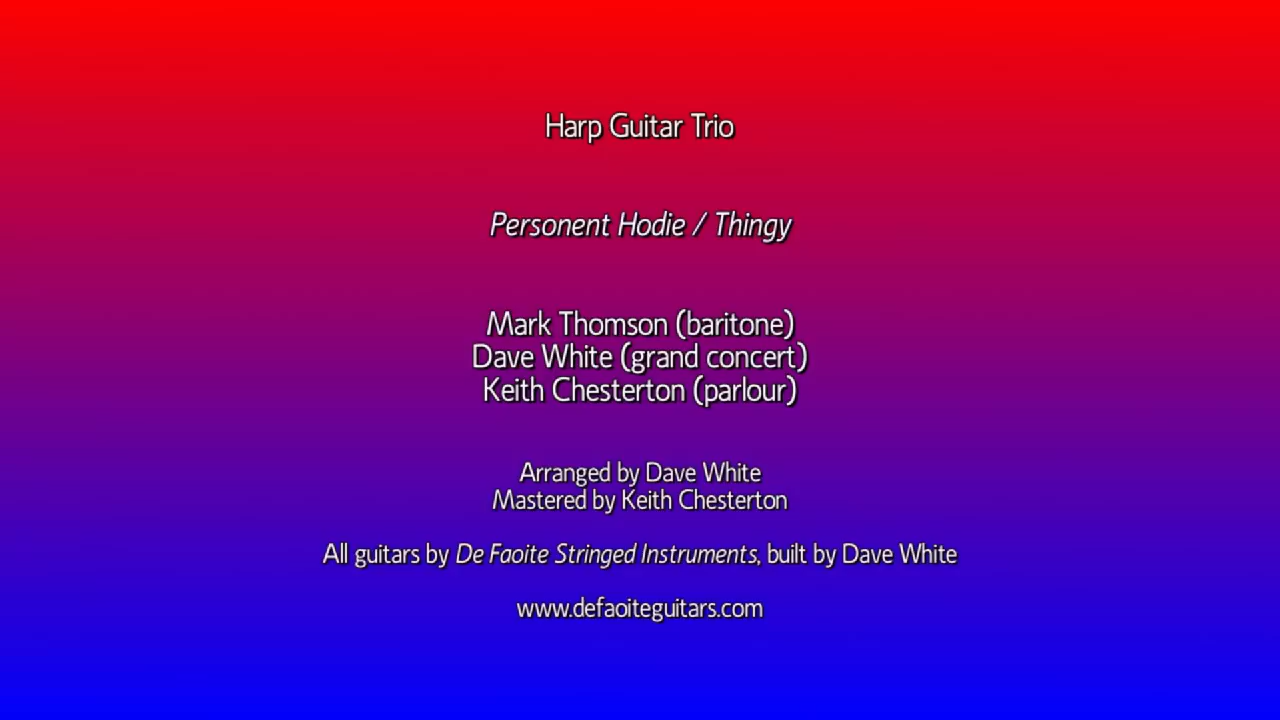 Harp Guitar Trio
Personent Hodie / Thingy
Mark Thomson (baritone)
Dave White (grand concert)
Keith Chesterton (parlour)
Arranged by Dave White
Mastered by Keith Chesterton
All guitars by De Faoite Stringed Instruments, built by Dave White
www.defaoiteguitars.com